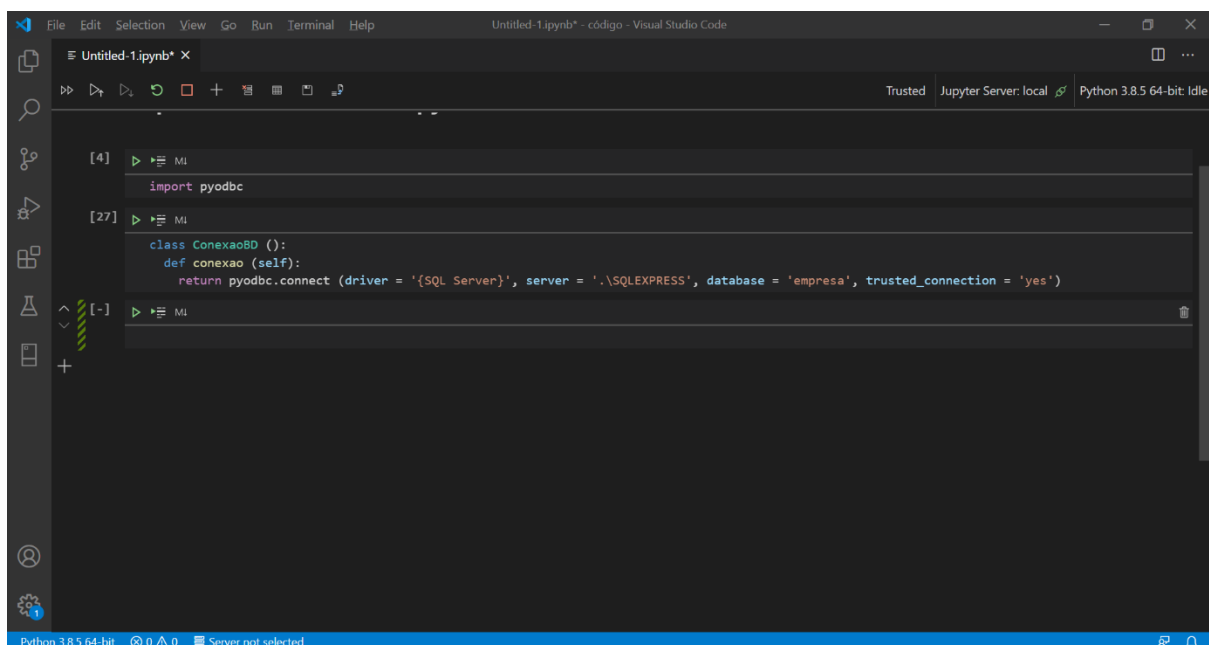 File Edit Selection View Go Run Terminal Help Untitled-1.ipynb* - código - Visual Studio Code
Untitled-1.ipynb*
Trusted Jupyter Server: local Python 3.8.5 64-bit: Idle
[4] M↓
import pyodbc
[27] M↓
class ConexaoBD ():
def conexao (self):
return pyodbc.connect (driver = '{SQL Server}', server = '.\SQLEXPRESS', database = 'empresa', trusted_connection = 'yes')
[-] M↓
1
Python 3.8.5 64-bit 0 0 Server not selected